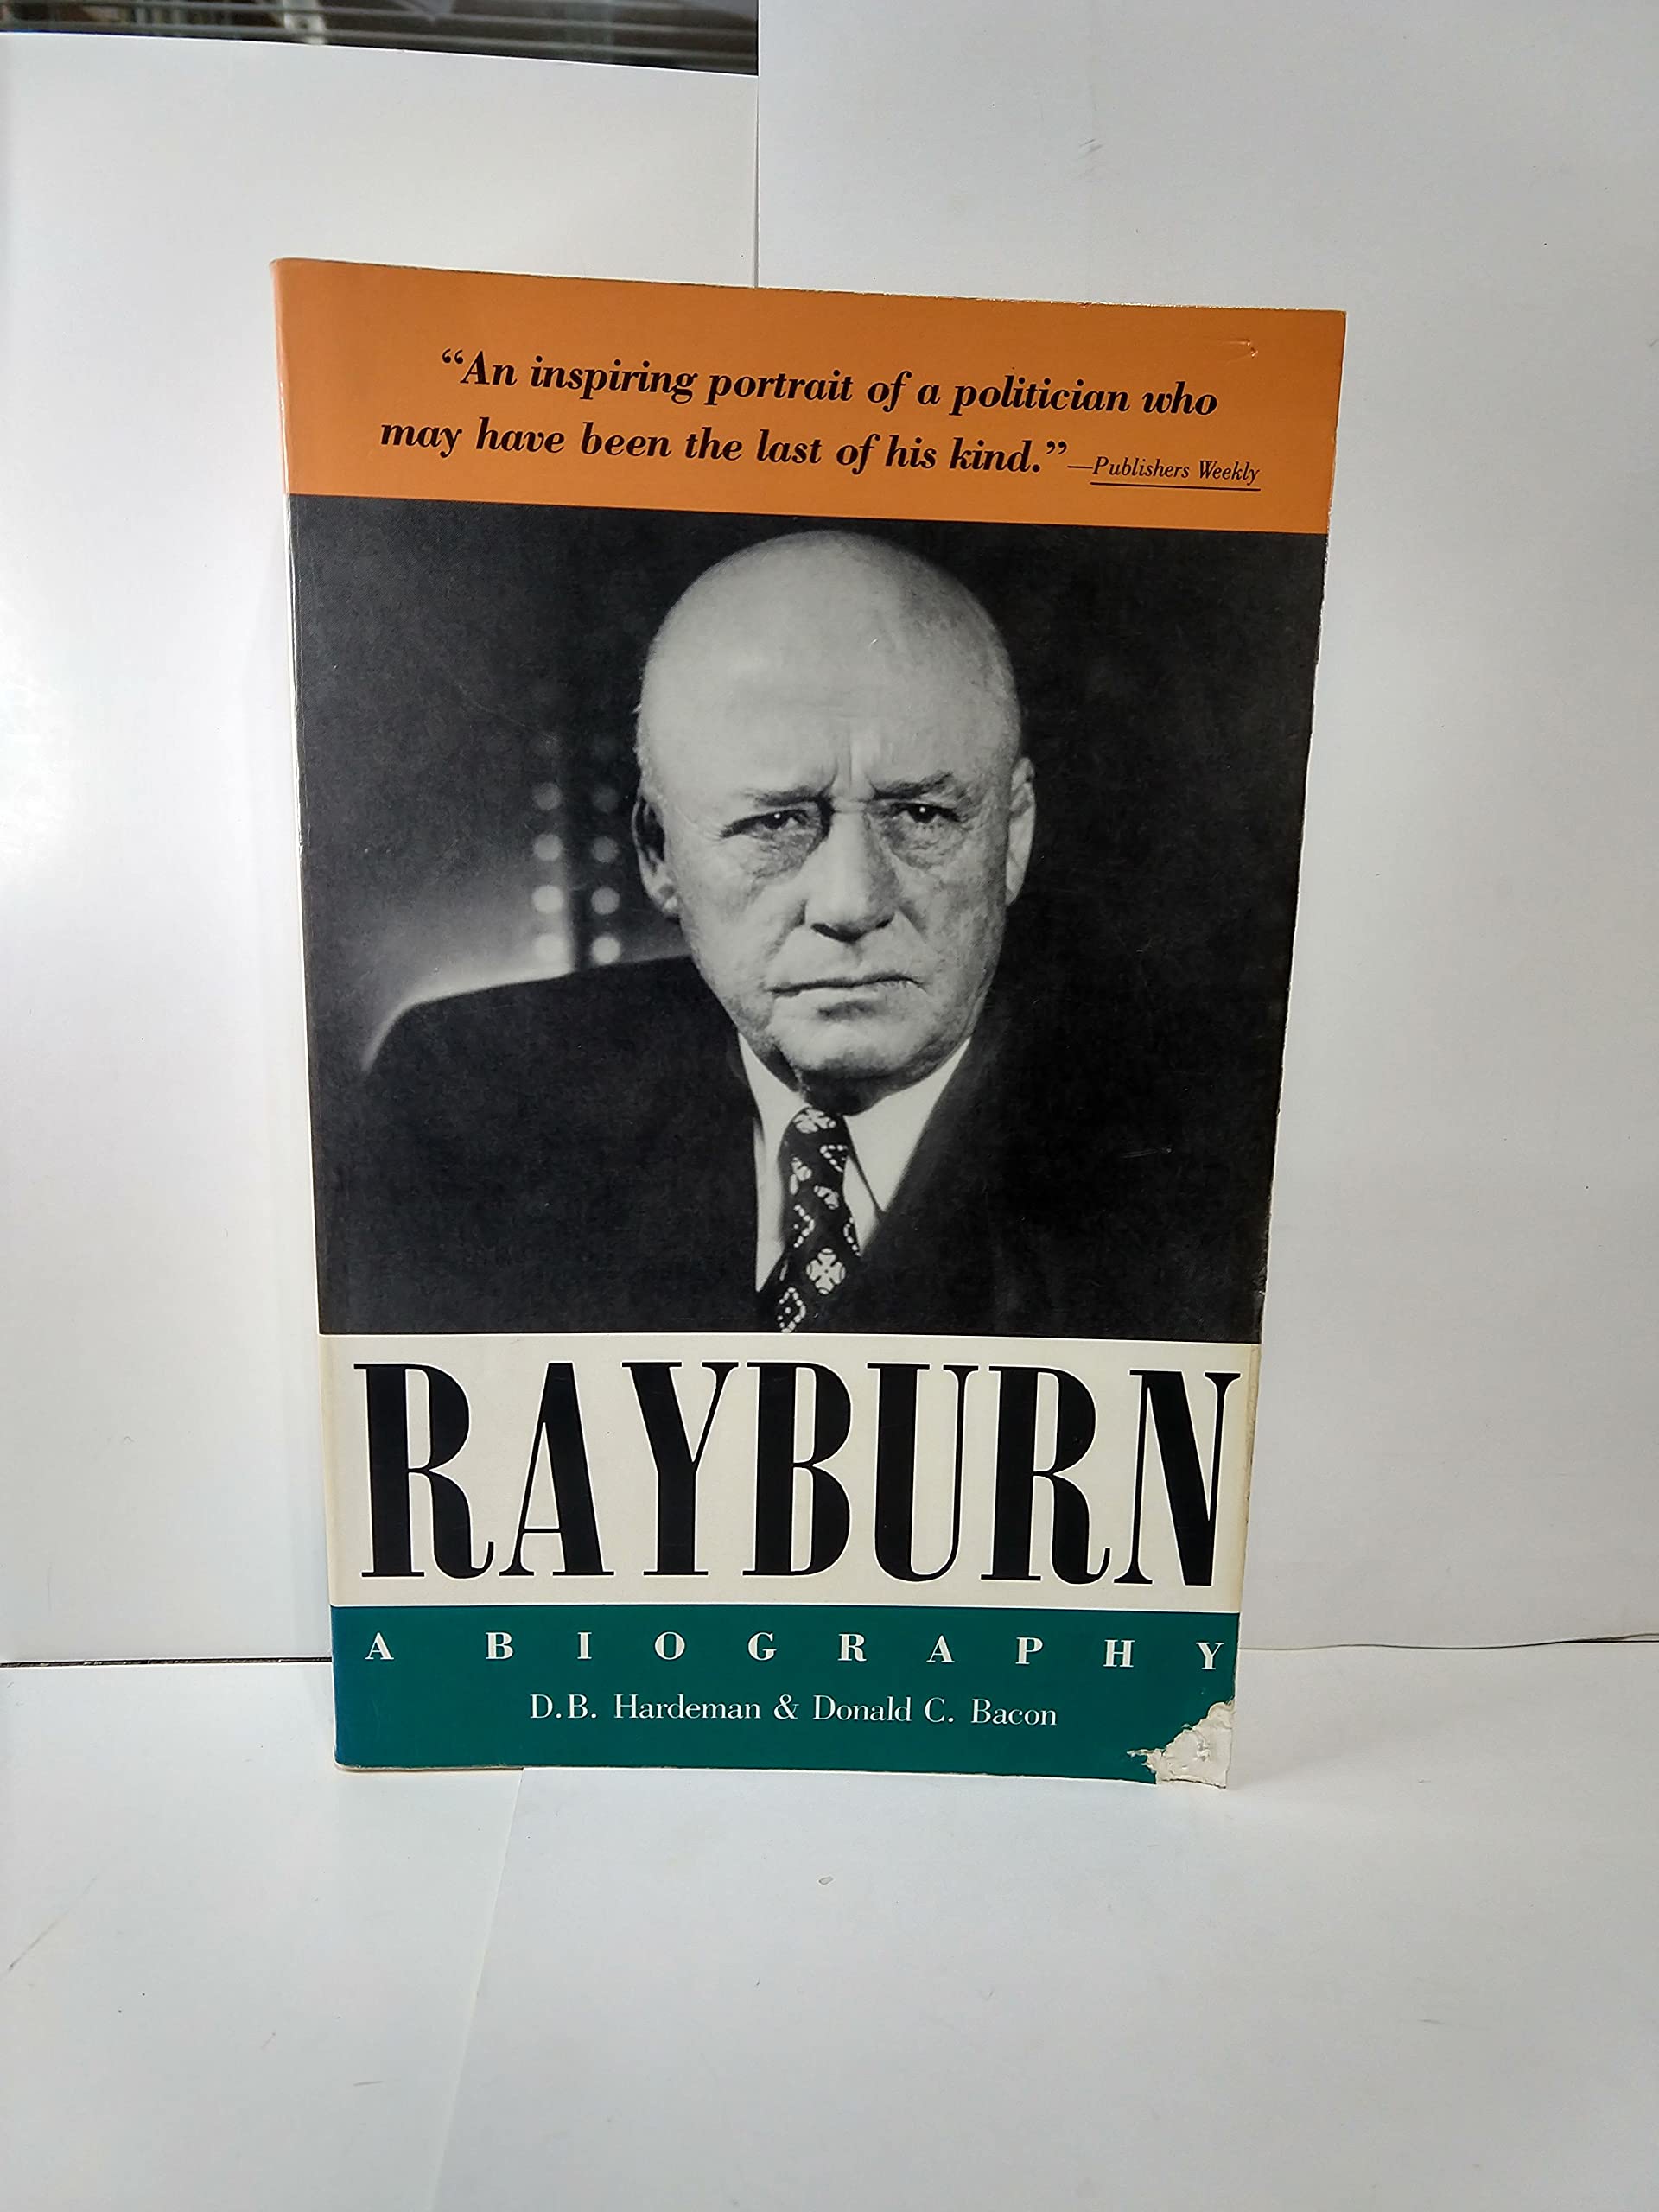 “An inspiring portrait of a politician who
may have been the last of his kind.”—Publishers Weekly
RAYBURN
A BIOGRAPHY
D.B. Hardeman & Donald C. Bacon